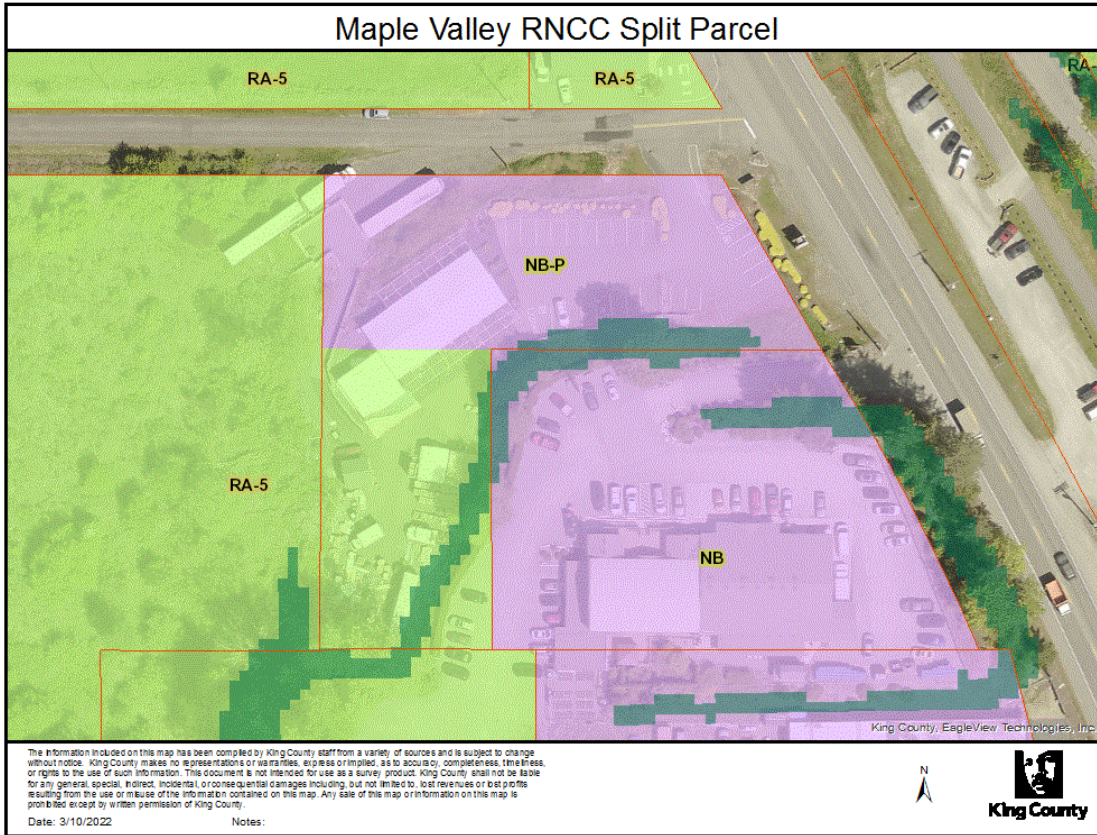 Maple Valley RNCC Split Parcel
RA-5
RA-5
RA-
NB-P
RA-5
NB
King County, EagleView Technologies, Inc.
The information included on this map has been compiled by King County staff from a variety of sources and is subject to change
without notice. King County makes no representations or warranties, express or implied, as to accuracy, completeness, timeliness,
or rights to the use of such information. This document is not intended for use as a survey product. King County shall not be liable
for any general, special, indirect, incidental, or consequential damages including, but not limited to, lost revenues or lost profits
resulting from the use or misuse of the information contained on this map. Any sale of this map or information on this map is
prohibited except by written permission of King County.
Date: 3/10/2022 Notes:
N
King County